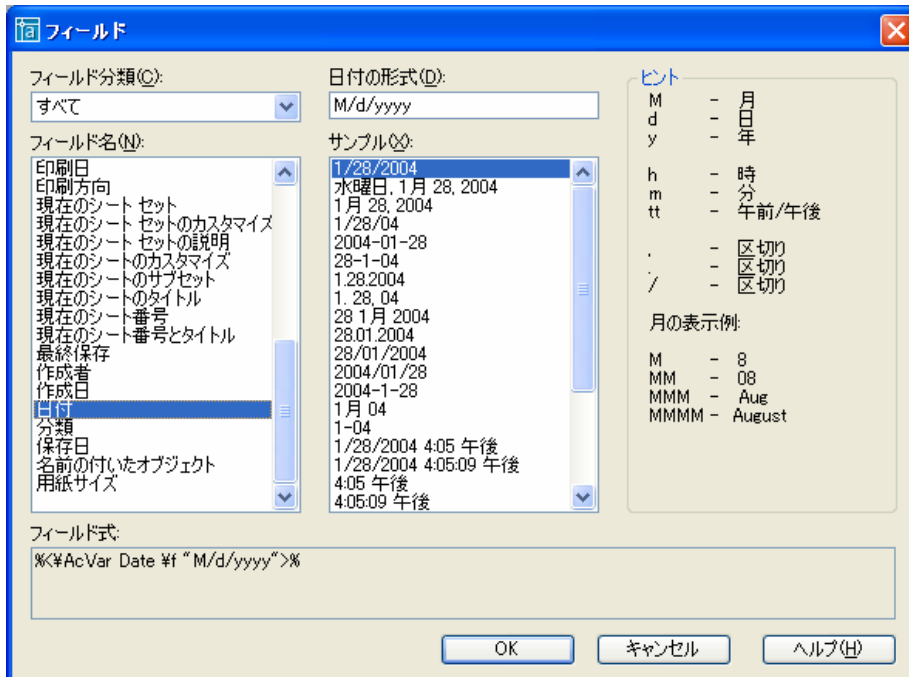 フィールド
フィールド分類(C):
すべて
フィールド名(N):
印刷日
印刷方向
現在のシート セット
現在のシート セットのカスタマイズ
現在のシート セットの説明
現在のシートのカスタマイズ
現在のシートのサブセット
現在のシートのタイトル
現在のシート番号
現在のシート番号とタイトル
最終保存
作成者
作成日
日付
分類
保存日
名前の付いたオブジェクト
用紙サイズ
日付の形式(D):
M/d/yyyy
サンプル(X):
1/28/2004
水曜日, 1月 28, 2004
1月 28, 2004
1/28/04
2004-01-28
28-1-04
1.28.2004
1. 28, 04
28 1月 2004
28.01.2004
28/01/2004
2004/01/28
2004-1-28
1月 04
1-04
1/28/2004 4:05 午後
1/28/2004 4:05:09 午後
4:05 午後
4:05:09 午後
ヒント
M - 月
d - 日
y - 年
h - 時
m - 分
tt - 午前/午後
, - 区切り
. - 区切り
/ - 区切り
月の表示例:
M - 8
MM - 08
MMM - Aug
MMMM - August
フィールド式:
%<¥AcVar Date ¥f "M/d/yyyy">%
OK
キャンセル
ヘルプ(H)